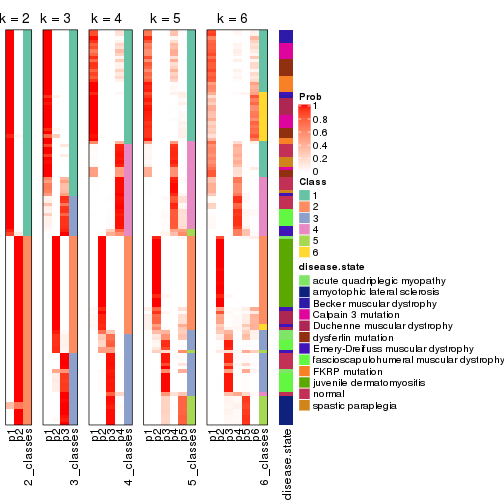 k = 2 k = 3 k = 4 k = 5 k = 6
Prob
1
0.8
0.6
0.4
0.2
0
Class
1
2
3
4
5
6
disease.state
acute quadriplegic myopathy
amyotophic lateral sclerosis
Becker muscular dystrophy
Calpain 3 mutation
Duchenne muscular dystrophy
dysferlin mutation
Emery-Dreifuss muscular dystrophy
fascioscapulohumeral muscular dystrophy
FKRP mutation
juvenile dermatomyositis
normal
spastic paraplegia
p1 p2 2_classes p1 p2 p3 3_classes p1 p2 p3 p4 4_classes p1 p2 p3 p4 p5 5_classes p1 p2 p3 p4 p5 p6 6_classes disease.state